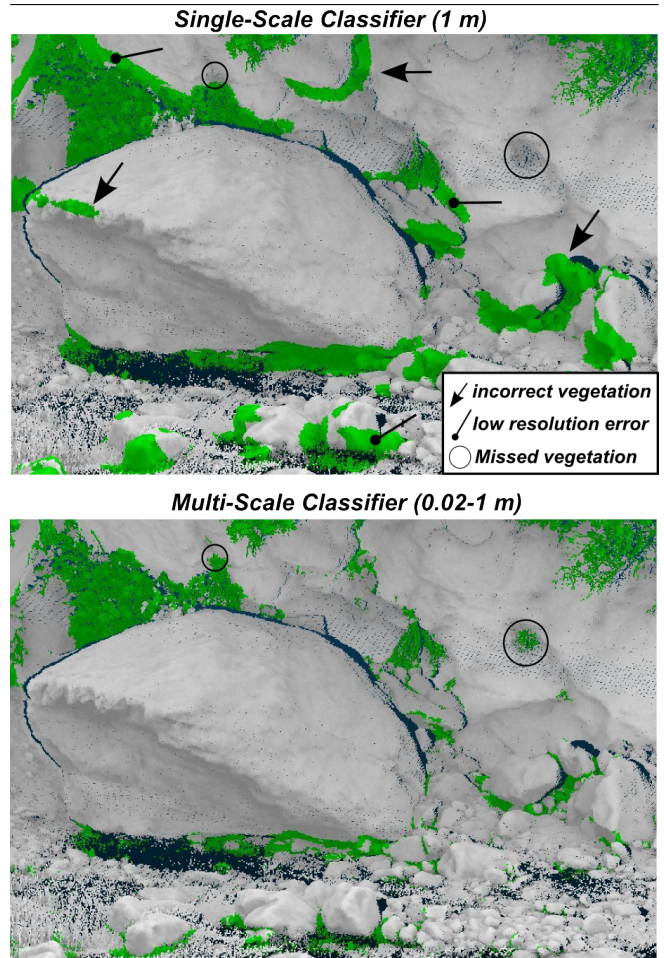 Single-Scale Classifier (1 m)
incorrect vegetation
low resolution error
Missed vegetation
Multi-Scale Classifier (0.02-1 m)